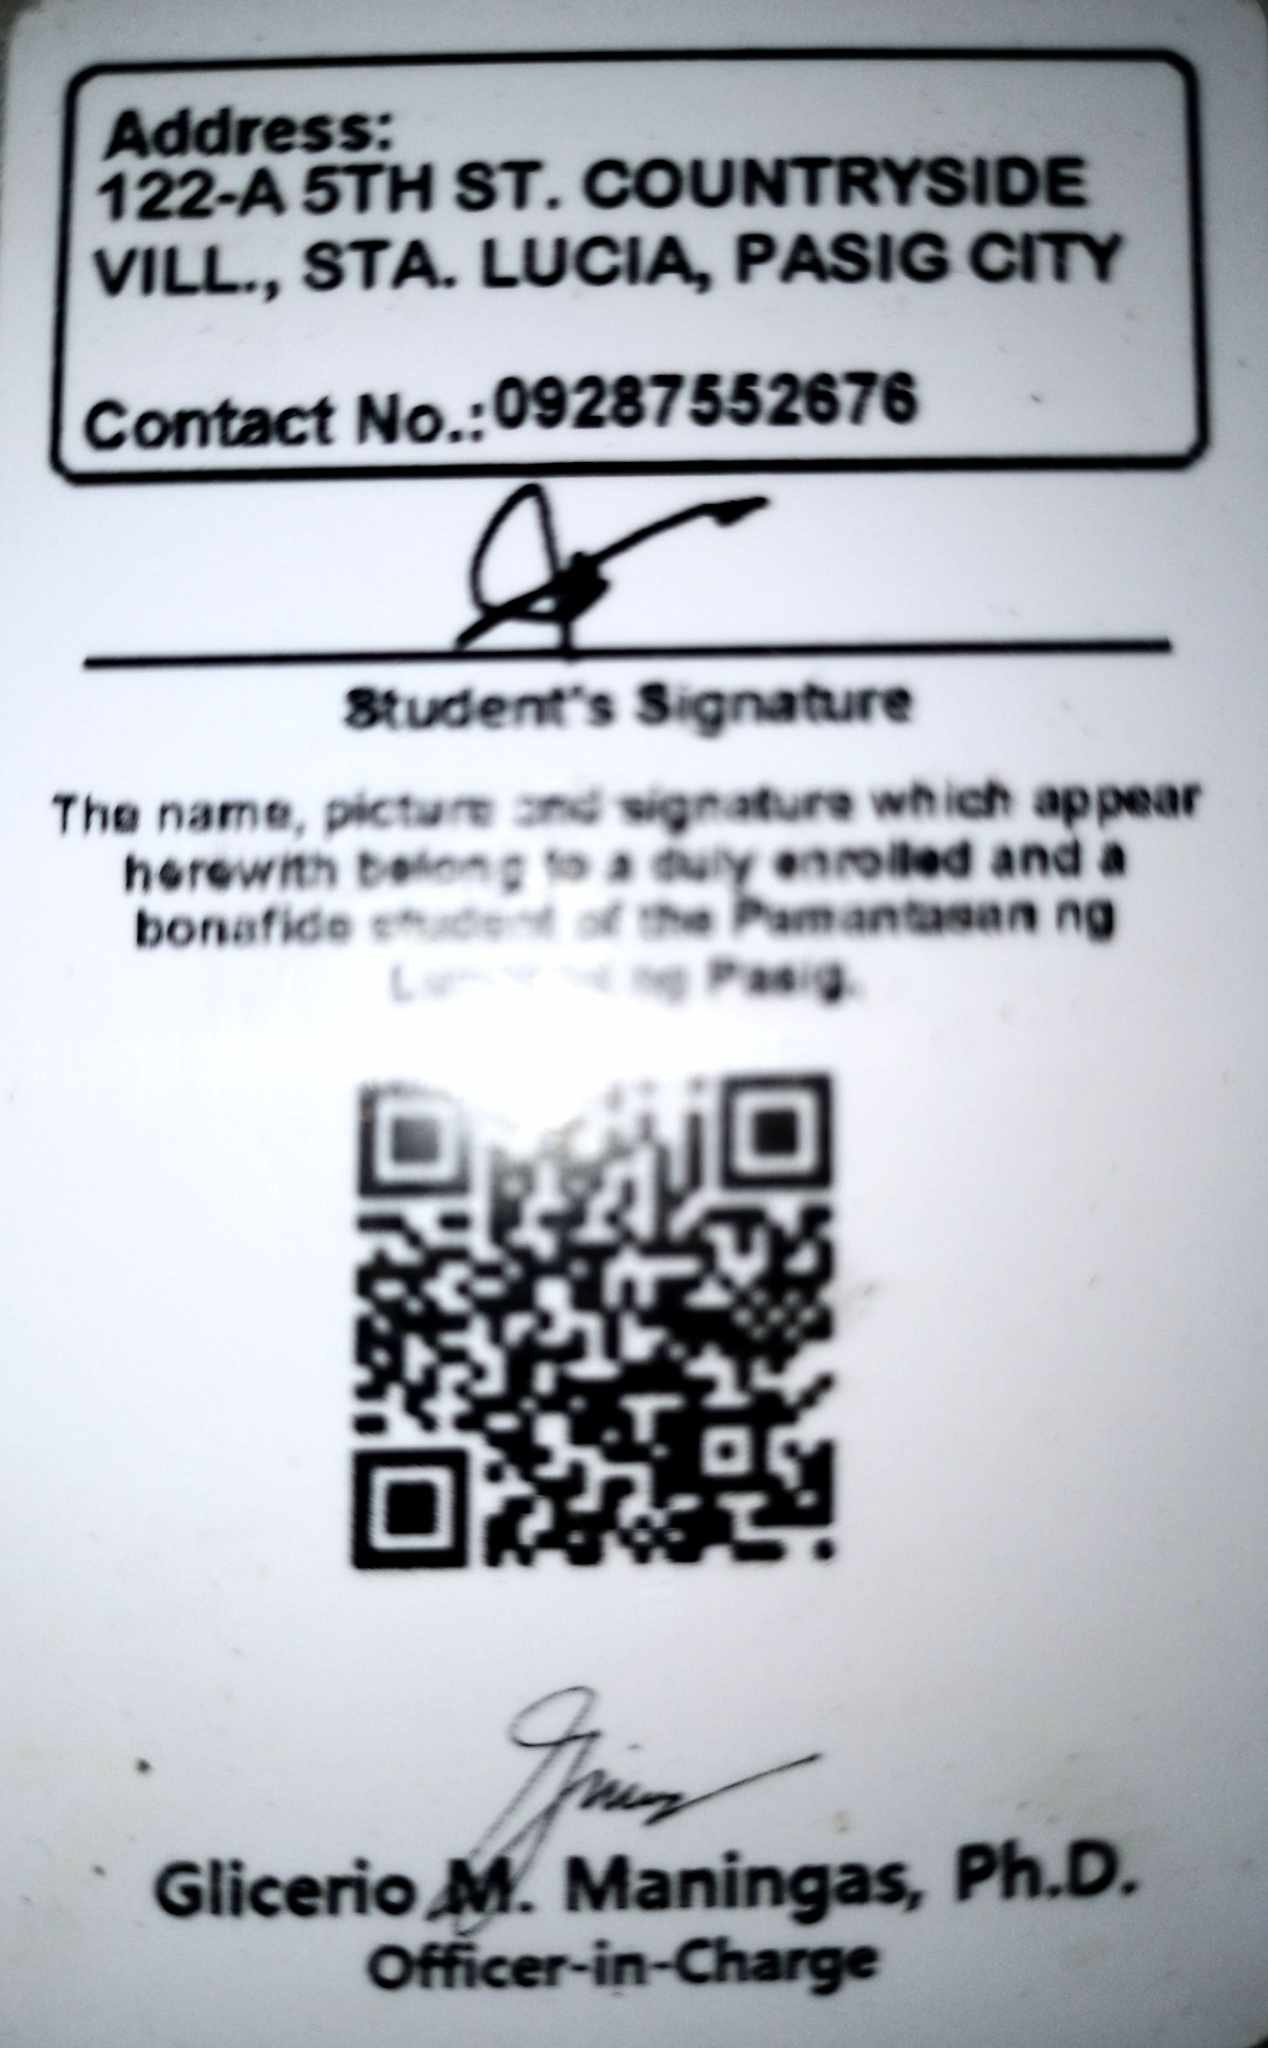 Address:
122-A 5TH ST. COUNTRYSIDE
VILL., STA. LUCIA, PASIG CITY
Contact No.:09287552676
Student's Signature
The name, picture and signature which appear
herewith belong to a duly enrolled and a
bonafide student of the Pamantasan ng
ng Pasig.
Glicerio M. Maningas, Ph.D.
Officer-in-Charge